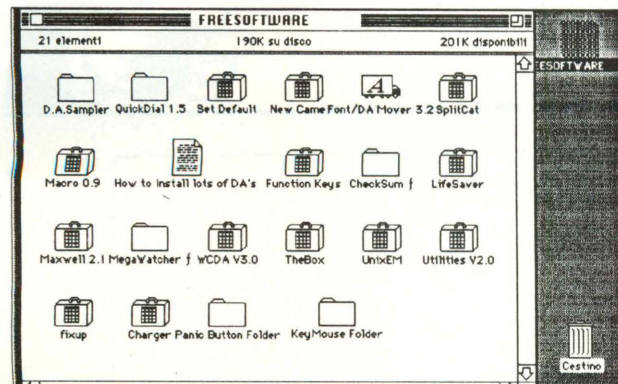 FREESOFTWARE
21 elementi 190K su disco 201K disponibili
ESOFTWARE
D.A.Sampler QuickDial 1.5 Set Default New Came Font/DA Mover 3.2 SplitCat
Macro 0.9 How to install lots of DA's Function Keys CheckSum ƒ LifeSaver
Maxwell 2.1 MegaWatcher ƒ WCDA V3.0 TheBox UnixEM Utilities V2.0
fixup Charger Panic Button Folder KeyMouse Folder
Cestino